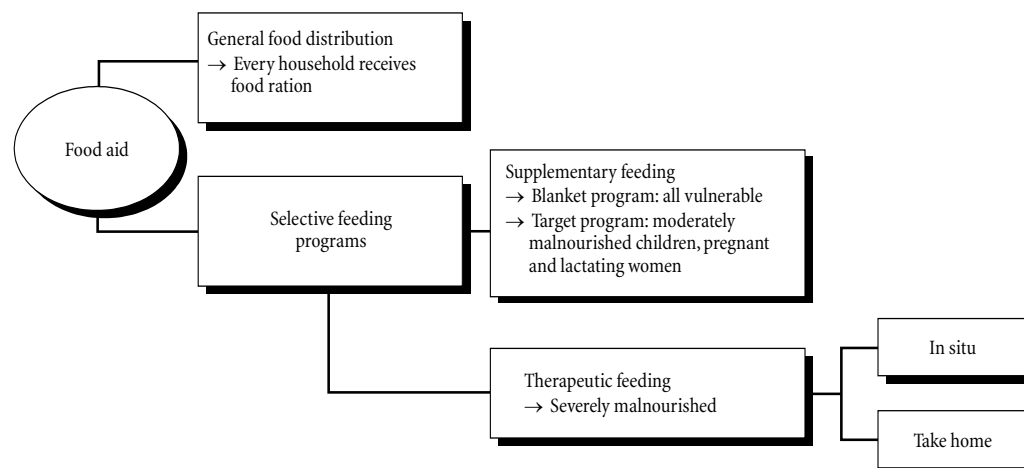 General food distribution
→ Every household receives
food ration
Food aid
Selective feeding
programs
Supplementary feeding
→ Blanket program: all vulnerable
→ Target program: moderately
malnourished children, pregnant
and lactating women
Therapeutic feeding
→ Severely malnourished
In situ
Take home